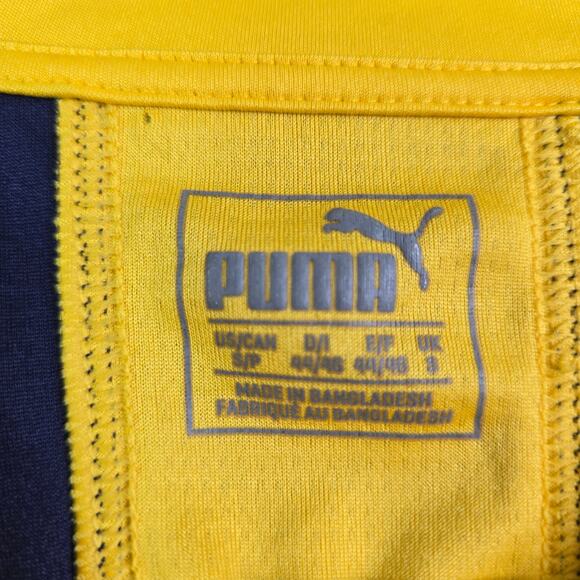 PUMA
US/CAN D/I E/F UK
S/P 44/46 44/46 S
MADE IN BANGLADESH
FABRIQUÉ AU BANGLADESH